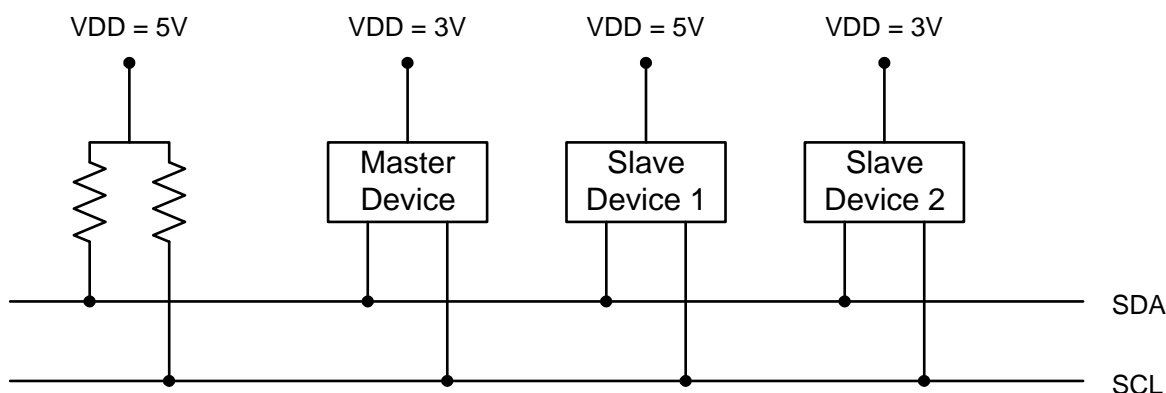 VDD = 5V
VDD = 3V
VDD = 5V
VDD = 3V
Master
Device
Slave
Device 1
Slave
Device 2
SDA
SCL